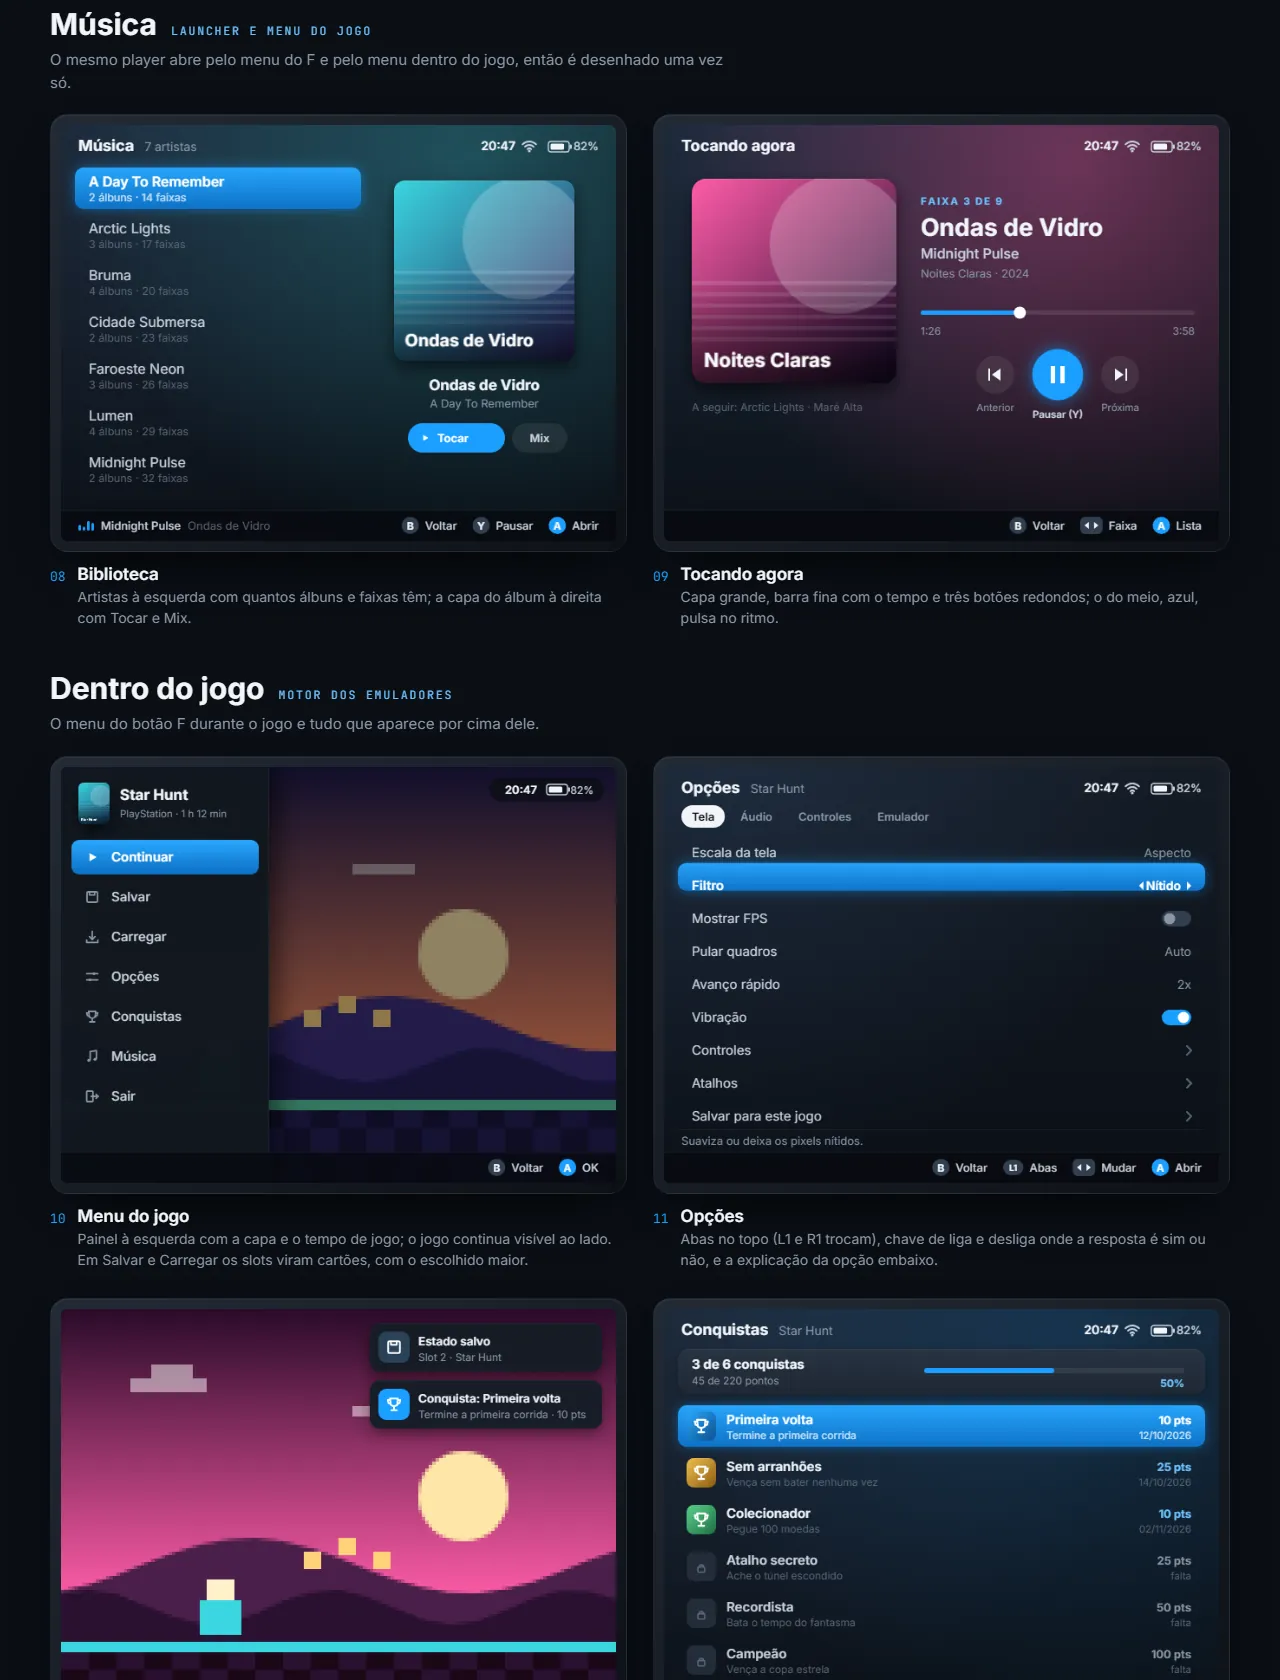 Música LAUNCHER E MENU DO JOGO
O mesmo player abre pelo menu do F e pelo menu dentro do jogo, então é desenhado uma vez
só.
Música 7 artistas 20:47 82%
A Day To Remember
2 álbuns · 14 faixas
Arctic Lights
3 álbuns · 17 faixas
Bruma
4 álbuns · 20 faixas
Cidade Submersa
2 álbuns · 23 faixas
Faroeste Neon
3 álbuns · 26 faixas
Lumen
4 álbuns · 29 faixas
Midnight Pulse
2 álbuns · 32 faixas
Ondas de Vidro
Ondas de Vidro
A Day To Remember
Tocar Mix
Midnight Pulse Ondas de Vidro B Voltar Y Pausar A Abrir
08 Biblioteca
Artistas à esquerda com quantos álbuns e faixas têm; a capa do álbum à direita
com Tocar e Mix.
Tocando agora 20:47 82%
Noites Claras
A seguir: Arctic Lights · Maré Alta
FAIXA 3 DE 9
Ondas de Vidro
Midnight Pulse
Noites Claras · 2024
1:26 3:58
Anterior Pausar (Y) Próxima
B Voltar Faixa A Lista
09 Tocando agora
Capa grande, barra fina com o tempo e três botões redondos; o do meio, azul,
pulsa no ritmo.
Dentro do jogo MOTOR DOS EMULADORES
O menu do botão F durante o jogo e tudo que aparece por cima dele.
Star Hunt
PlayStation · 1 h 12 min
20:47 82%
Continuar
Salvar
Carregar
Opções
Conquistas
Música
Sair
B Voltar A OK
10 Menu do jogo
Painel à esquerda com a capa e o tempo de jogo; o jogo continua visível ao lado.
Em Salvar e Carregar os slots viram cartões, com o escolhido maior.
Opções Star Hunt 20:47 82%
Tela Áudio Controles Emulador
Escala da tela Aspecto
Filtro Nítido
Mostrar FPS
Pular quadros Auto
Avanço rápido 2x
Vibração
Controles
Atalhos
Salvar para este jogo
Suaviza ou deixa os pixels nítidos.
B Voltar L1 Abas Mudar A Abrir
11 Opções
Abas no topo (L1 e R1 trocam), chave de liga e desliga onde a resposta é sim ou
não, e a explicação da opção embaixo.
Estado salvo
Slot 2 · Star Hunt
Conquista: Primeira volta
Termine a primeira corrida · 10 pts
Conquistas Star Hunt 20:47 82%
3 de 6 conquistas
45 de 220 pontos 50%
Primeira volta 10 pts
Termine a primeira corrida 12/10/2026
Sem arranhões 25 pts
Vença sem bater nenhuma vez 14/10/2026
Colecionador 10 pts
Pegue 100 moedas 02/11/2026
Atalho secreto 25 pts
Ache o túnel escondido falta
Recordista 50 pts
Bata o tempo do fantasma falta
Campeão 100 pts
Vença a copa estrela falta